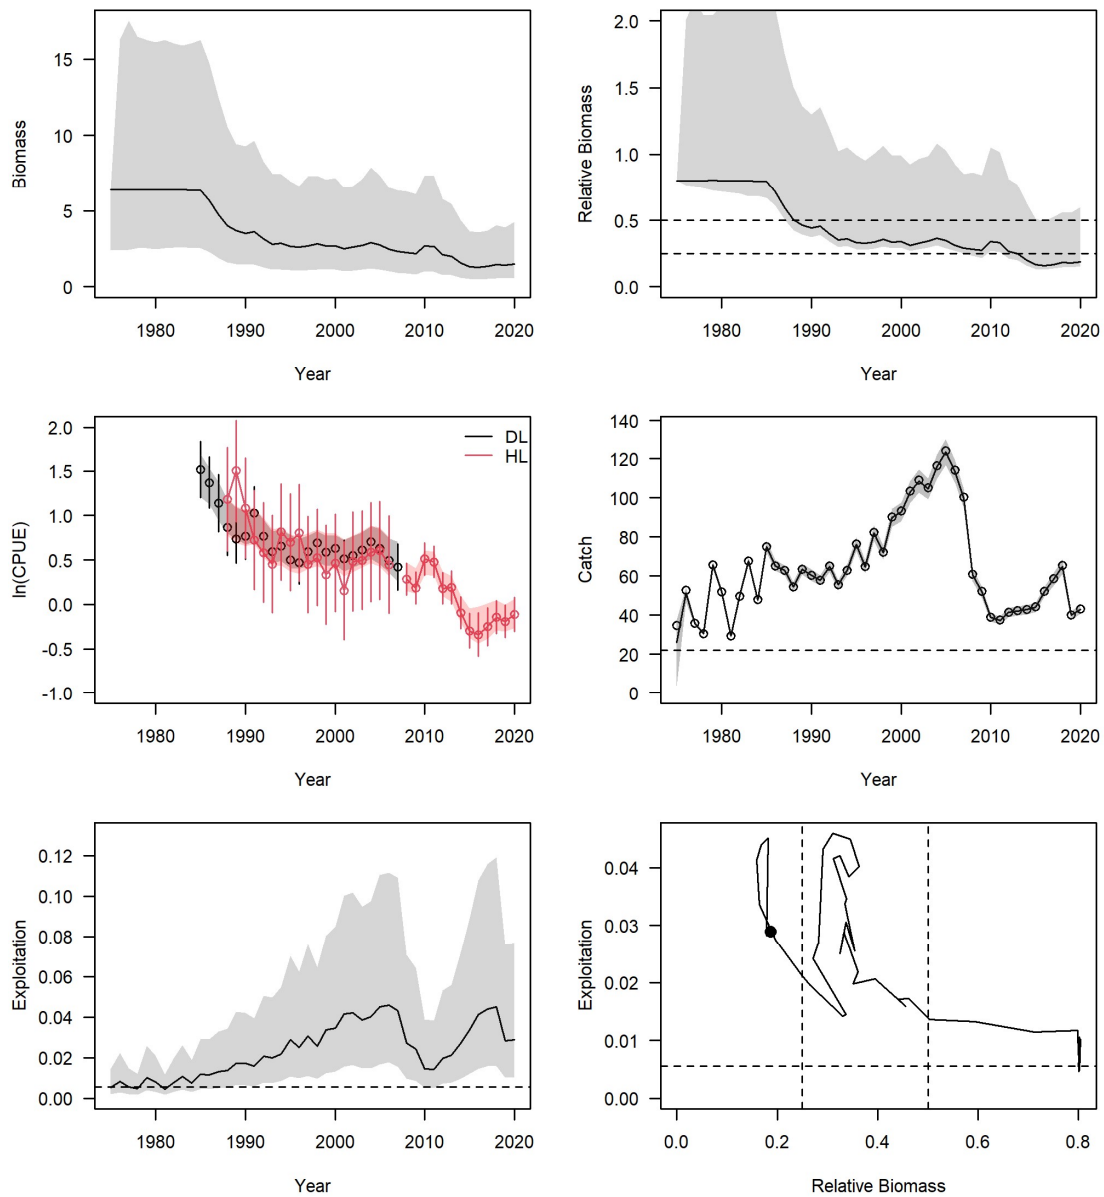 Biomass
15
10
5
0
1980 1990 2000 2010 2020
Year
Relative Biomass
2.0
1.5
1.0
0.5
0.0
1980 1990 2000 2010 2020
Year
ln(CPUE)
2.0
1.5
1.0
0.5
0.0
-0.5
-1.0
DL
HL
1980 1990 2000 2010 2020
Year
Catch
140
120
100
80
60
40
20
0
1980 1990 2000 2010 2020
Year
Exploitation
0.12
0.10
0.08
0.06
0.04
0.02
0.00
1980 1990 2000 2010 2020
Year
Exploitation
0.04
0.03
0.02
0.01
0.00
0.0 0.2 0.4 0.6 0.8
Relative Biomass